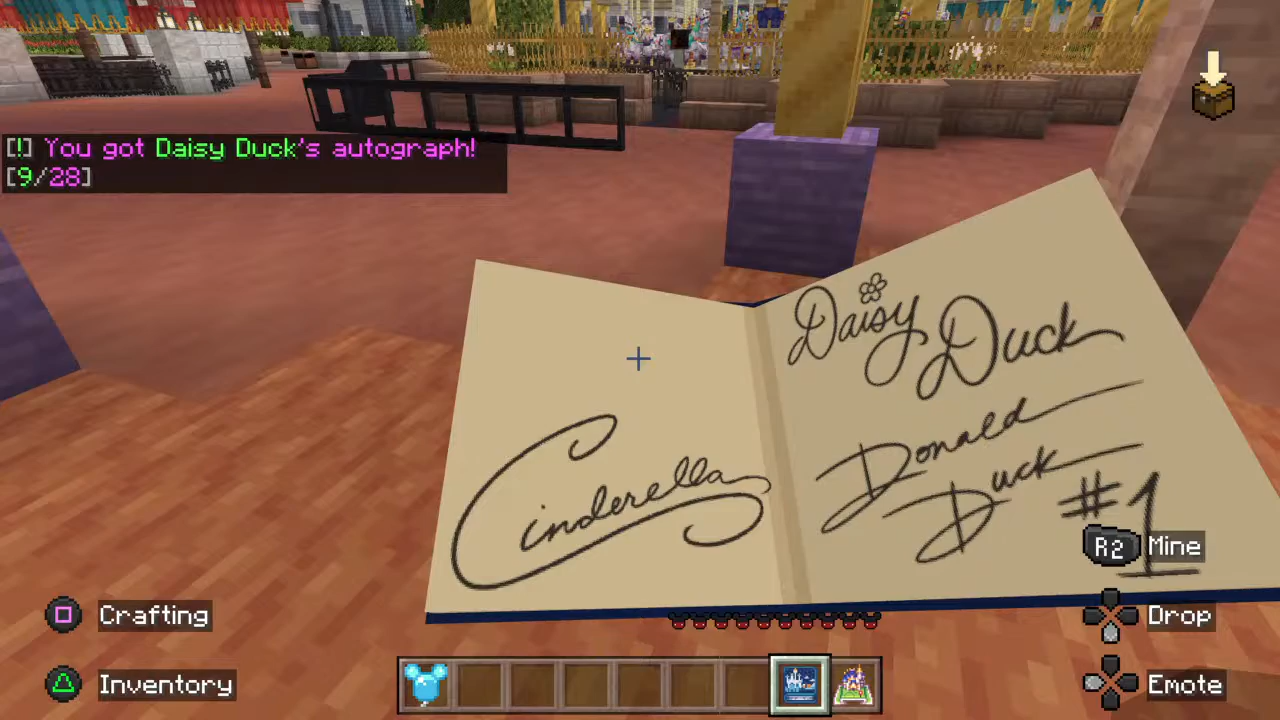 [!] You got Daisy Duck's autograph!
[9/28]
Cinderella
Daisy Duck
Donald
Duck #1
R2 Mine
Crafting
Drop
Inventory
Emote